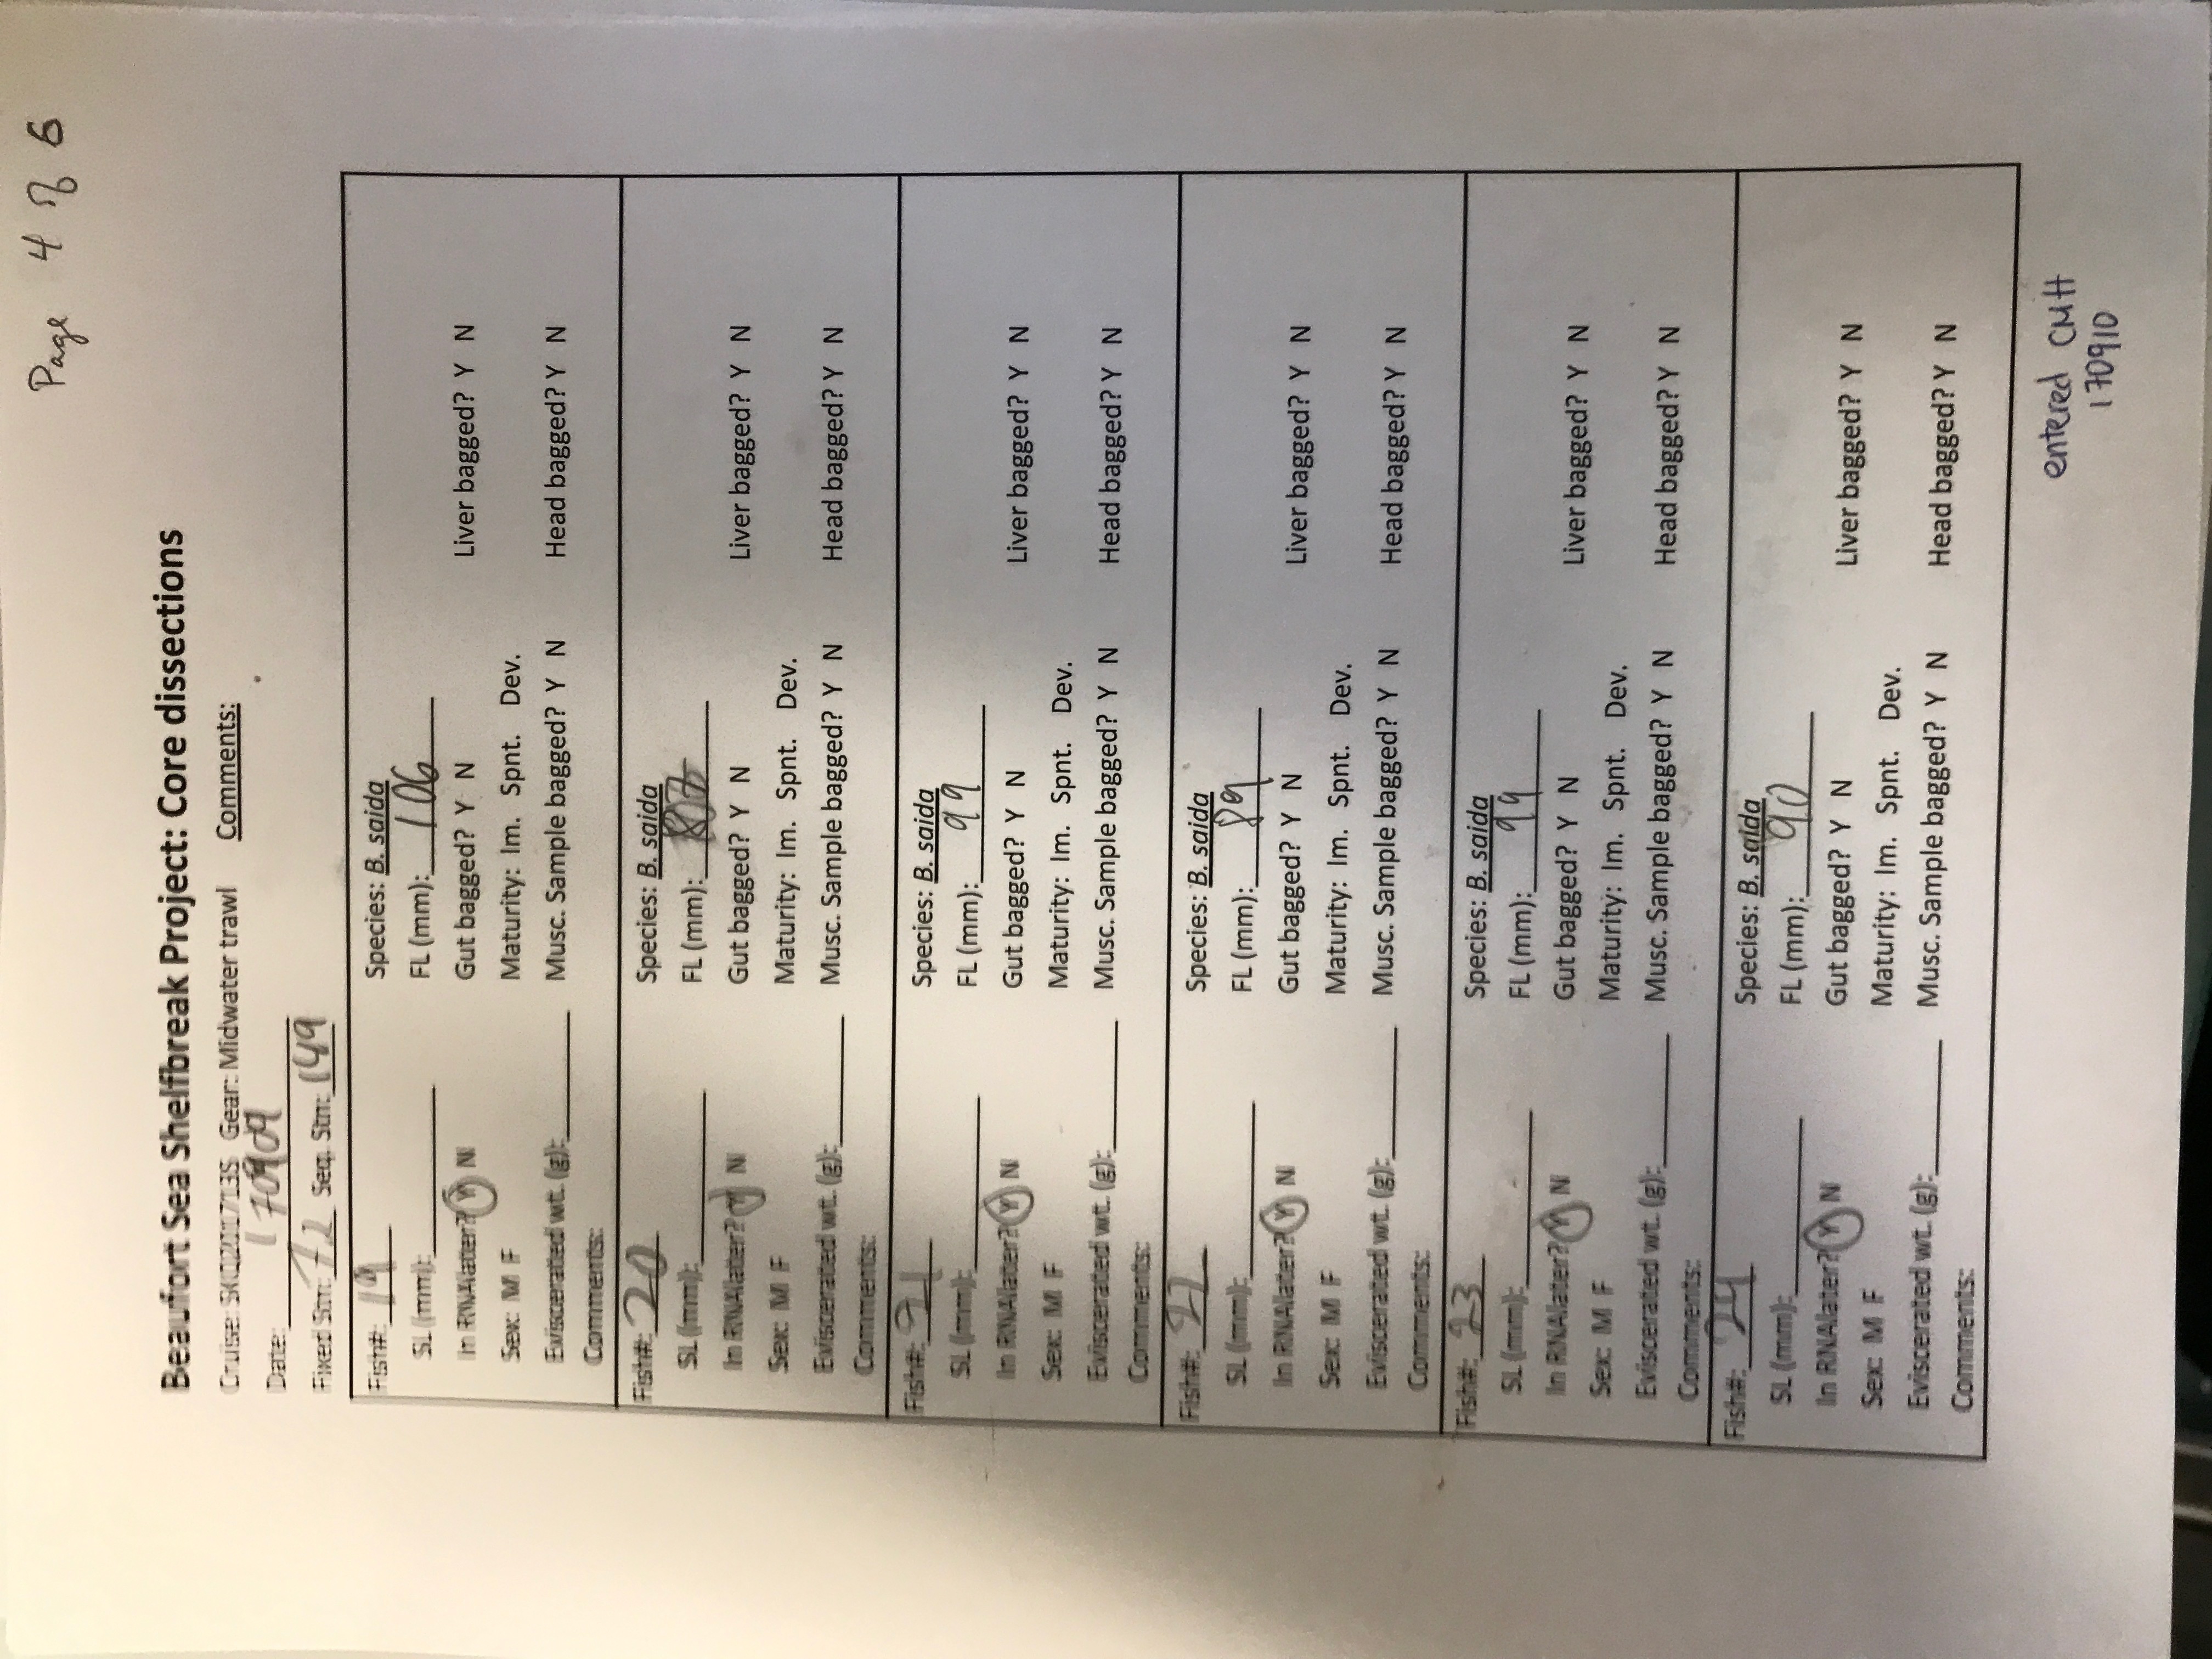 Page 4 of 6
Beaufort Sea Shelfbreak Project: Core dissections
Cruise: SKQ201713S Gear: Midwater trawl Comments:
Date: 170909
Fixed Stn: 72 Seq. Stn: 149
Fish#: 19 Species: B. saida
SL (mm): FL (mm): 106
In RNAlater? Y N Gut bagged? Y N Liver bagged? Y N
Sex: M F Maturity: Im. Spnt. Dev.
Eviscerated wt. (g): Musc. Sample bagged? Y N Head bagged? Y N
Comments:
Fish#: 20 Species: B. saida
SL (mm): FL (mm):
In RNAlater? Y N Gut bagged? Y N Liver bagged? Y N
Sex: M F Maturity: Im. Spnt. Dev.
Eviscerated wt. (g): Musc. Sample bagged? Y N Head bagged? Y N
Comments:
Fish#: 21 Species: B. saida
SL (mm): FL (mm): 99
In RNAlater? Y N Gut bagged? Y N Liver bagged? Y N
Sex: M F Maturity: Im. Spnt. Dev.
Eviscerated wt. (g): Musc. Sample bagged? Y N Head bagged? Y N
Comments:
Fish#: 22 Species: B. saida
SL (mm): FL (mm): 89
In RNAlater? Y N Gut bagged? Y N Liver bagged? Y N
Sex: M F Maturity: Im. Spnt. Dev.
Eviscerated wt. (g): Musc. Sample bagged? Y N Head bagged? Y N
Comments:
Fish#: 23 Species: B. saida
SL (mm): FL (mm): 99
In RNAlater? Y N Gut bagged? Y N Liver bagged? Y N
Sex: M F Maturity: Im. Spnt. Dev.
Eviscerated wt. (g): Musc. Sample bagged? Y N Head bagged? Y N
Comments:
Fish#: 24 Species: B. saida
SL (mm): FL (mm): 90
In RNAlater? Y N Gut bagged? Y N Liver bagged? Y N
Sex: M F Maturity: Im. Spnt. Dev.
Eviscerated wt. (g): Musc. Sample bagged? Y N Head bagged? Y N
Comments:
entered CMH
170910